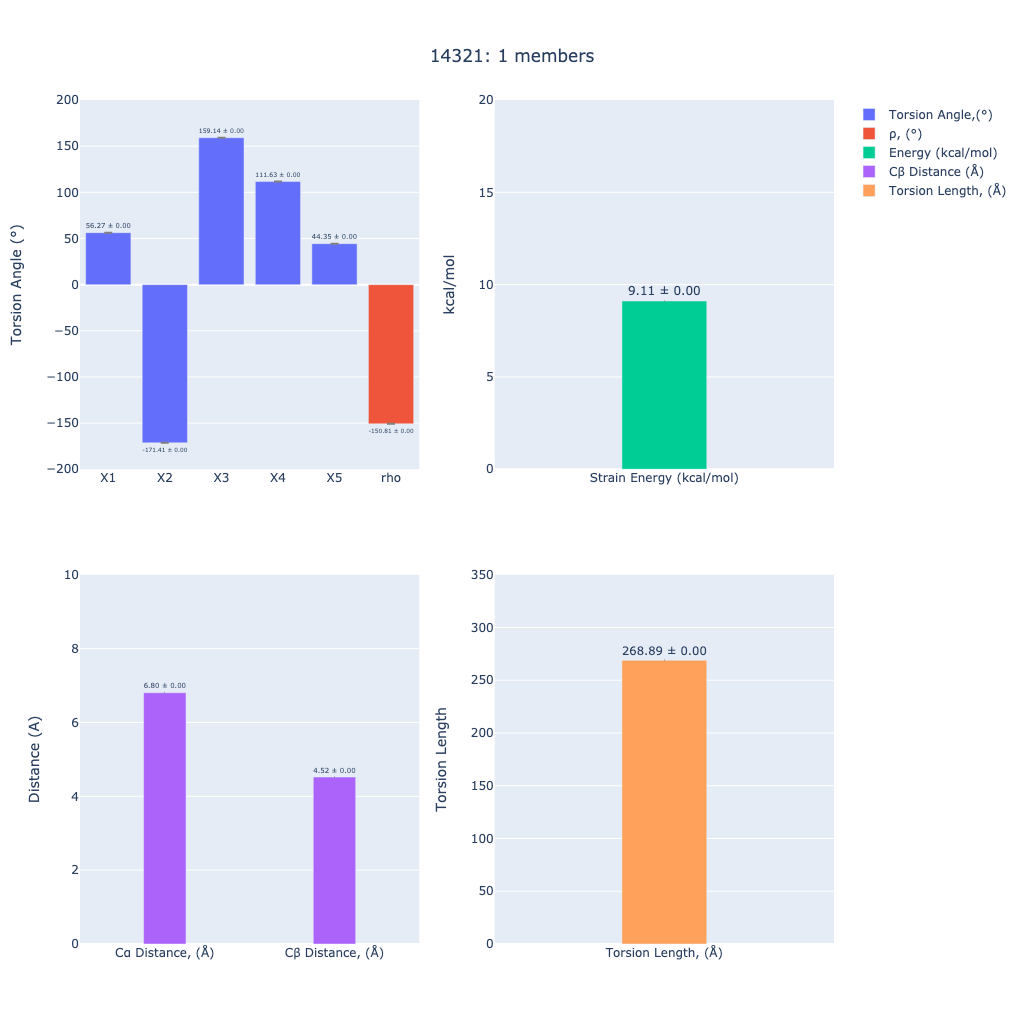 14321: 1 members
Torsion Angle (°)
200
150
100
50
0
−50
−100
−150
−200
56.27 ± 0.00
-171.41 ± 0.00
159.14 ± 0.00
111.63 ± 0.00
44.35 ± 0.00
-150.81 ± 0.00
X1 X2 X3 X4 X5 rho
kcal/mol
20
15
10
5
0
9.11 ± 0.00
Strain Energy (kcal/mol)
Torsion Angle,(°)
ρ, (°)
Energy (kcal/mol)
Cβ Distance (Å)
Torsion Length, (Å)
Distance (A)
10
8
6
4
2
0
6.80 ± 0.00
4.52 ± 0.00
Cα Distance, (Å) Cβ Distance, (Å)
Torsion Length
350
300
250
200
150
100
50
0
268.89 ± 0.00
Torsion Length, (Å)